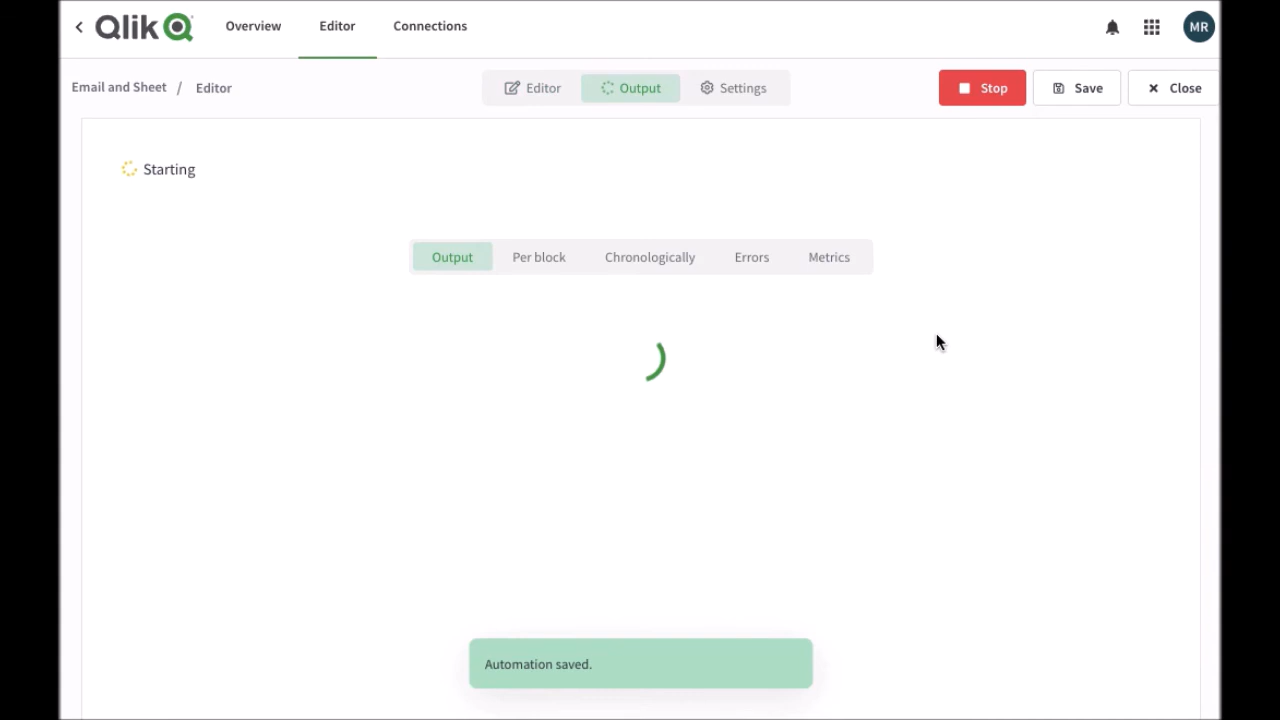 Qlik
Overview
Editor
Connections
MR
Email and Sheet / Editor
Editor
Output
Settings
Stop
Save
Close
Starting
Output
Per block
Chronologically
Errors
Metrics
Automation saved.